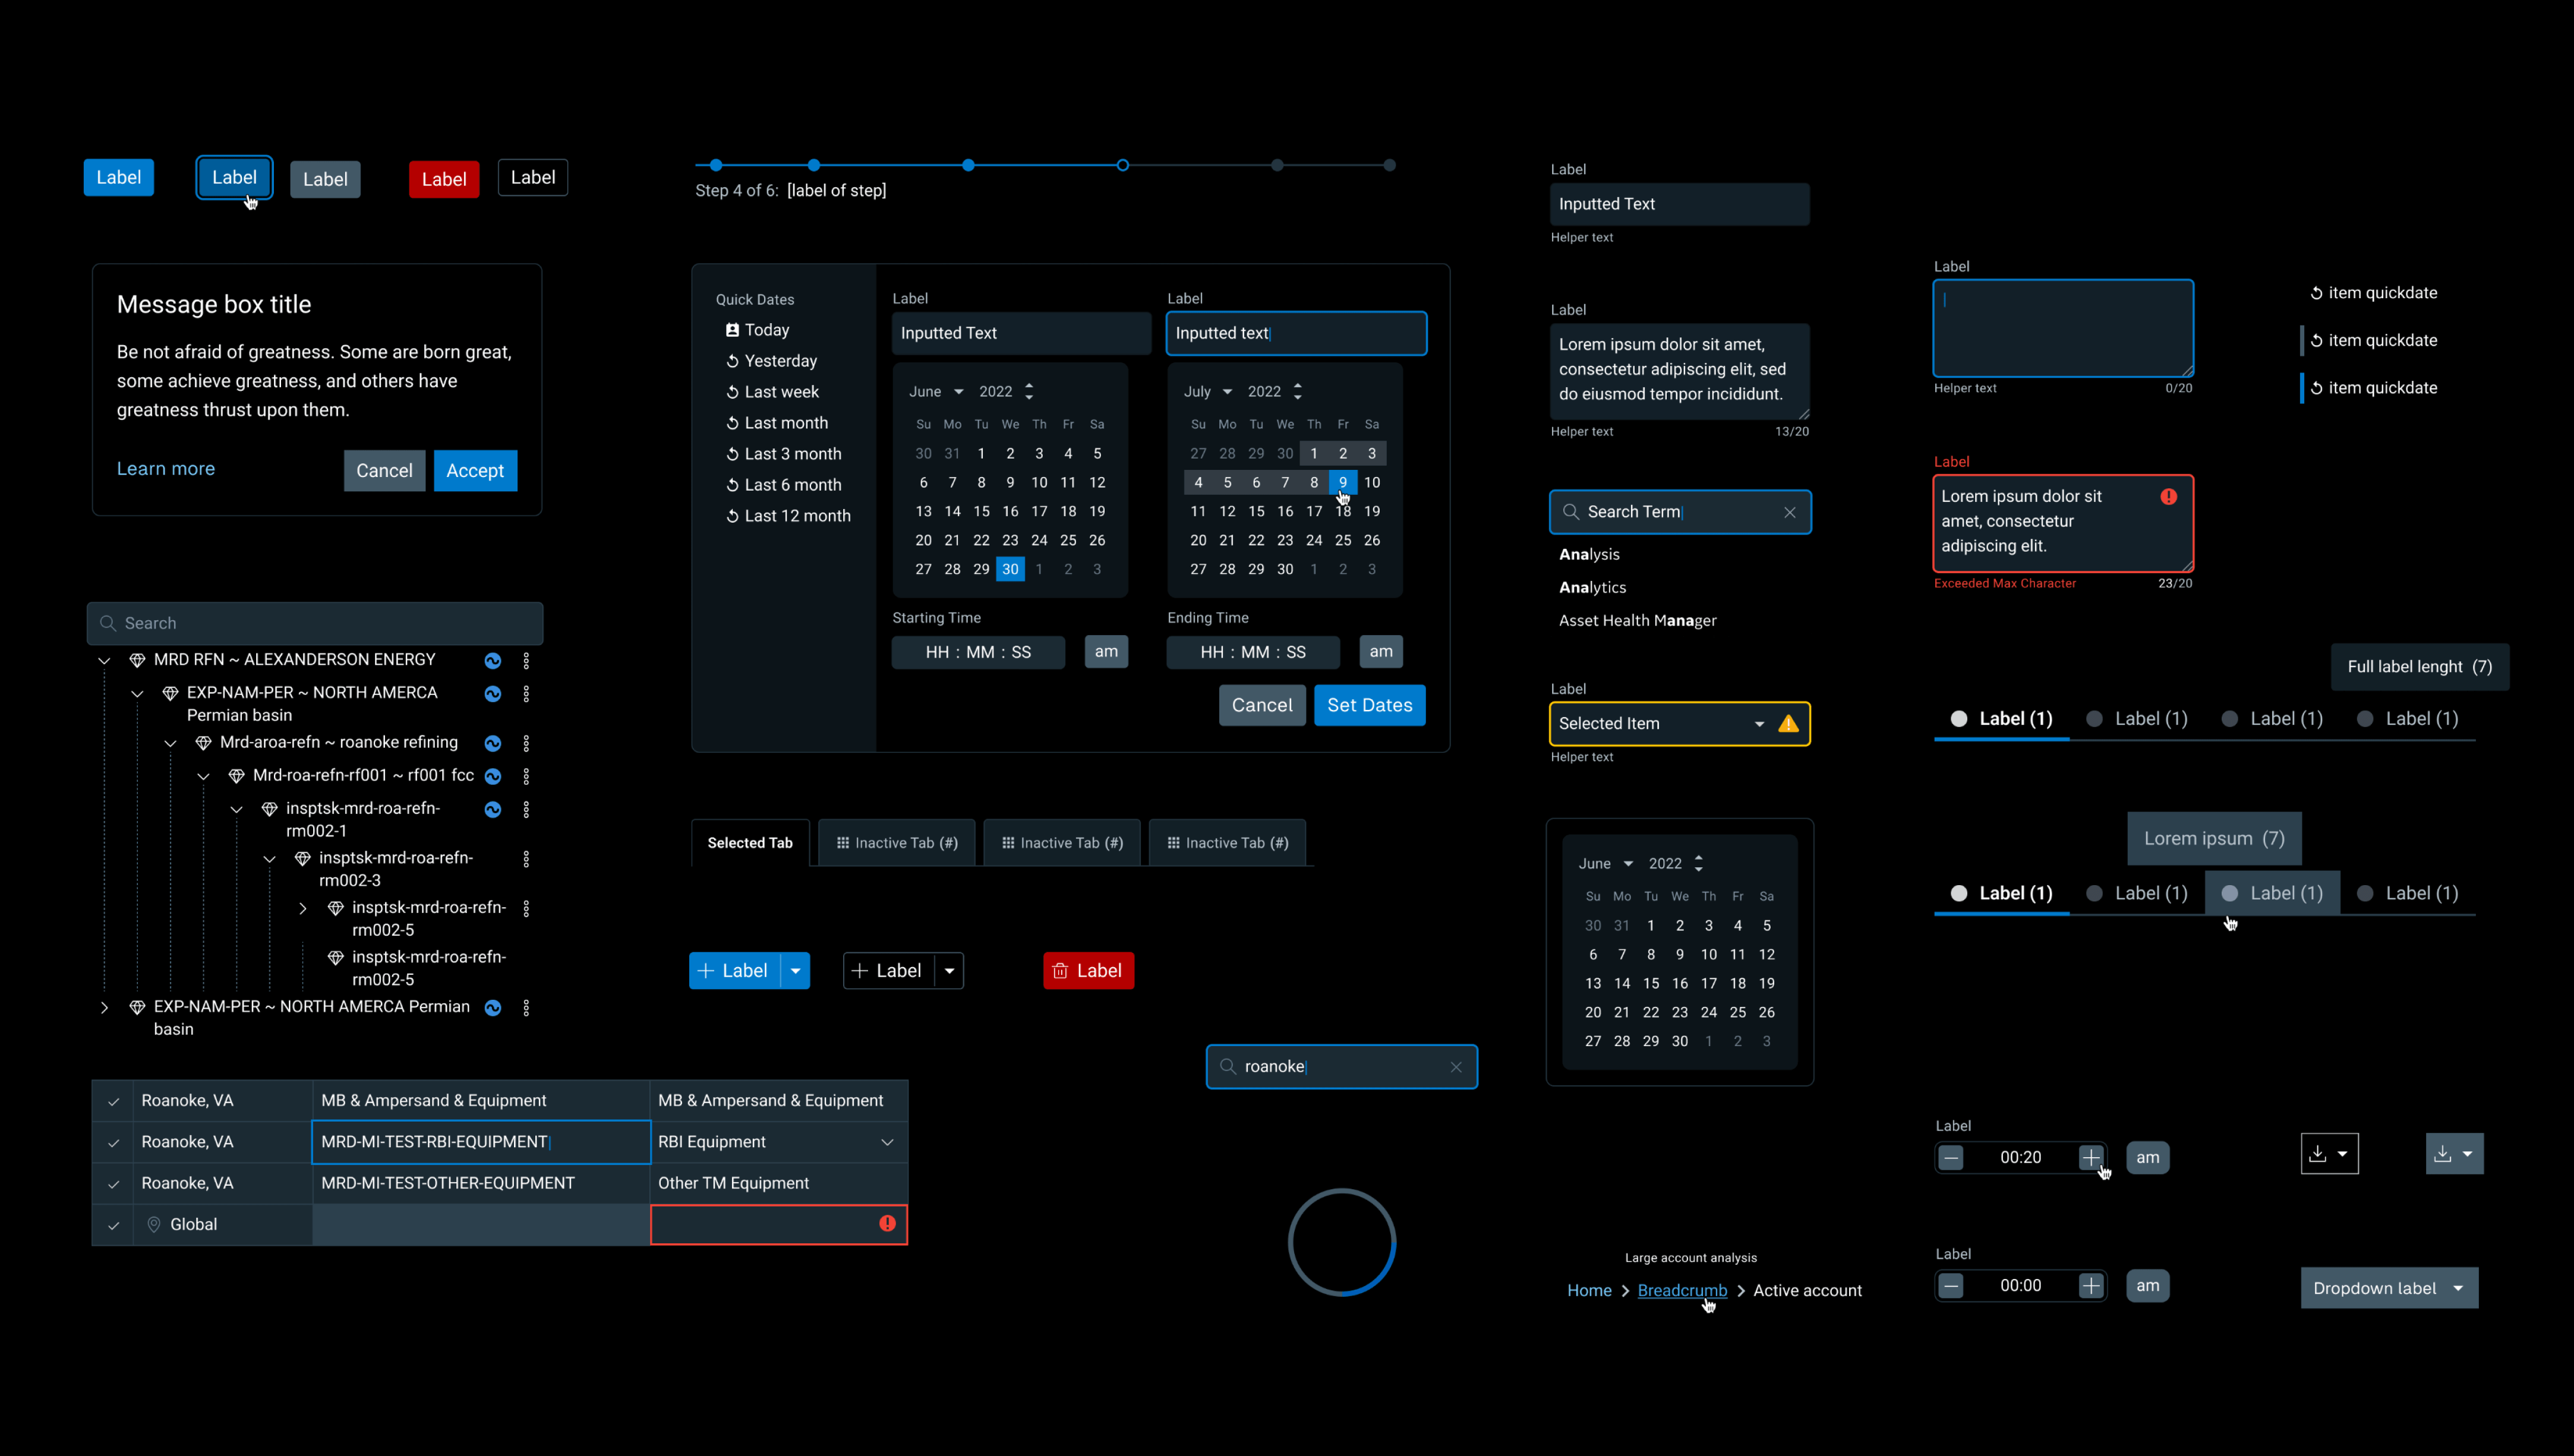 Label
Label
Label
Label
Label
Step 4 of 6: [label of step]
Message box title
Be not afraid of greatness. Some are born great,
some achieve greatness, and others have
greatness thrust upon them.
Learn more
Cancel
Accept
Search
MRD RFN ~ ALEXANDERSON ENERGY
EXP-NAM-PER ~ NORTH AMERCA
Permian basin
Mrd-aroa-refn ~ roanoke refining
Mrd-roa-refn-rf001 ~ rf001 fcc
insptsk-mrd-roa-refn-
rm002-1
insptsk-mrd-roa-refn-
rm002-3
insptsk-mrd-roa-refn-
rm002-5
insptsk-mrd-roa-refn-
rm002-5
EXP-NAM-PER ~ NORTH AMERCA Permian
basin
Roanoke, VA MB & Ampersand & Equipment MB & Ampersand & Equipment
Roanoke, VA MRD-MI-TEST-RBI-EQUIPMENT RBI Equipment
Roanoke, VA MRD-MI-TEST-OTHER-EQUIPMENT Other TM Equipment
Global
Quick Dates
Today
Yesterday
Last week
Last month
Last 3 month
Last 6 month
Last 12 month
Label
Inputted Text
June 2022
Su Mo Tu We Th Fr Sa
30 31 1 2 3 4 5
6 7 8 9 10 11 12
13 14 15 16 17 18 19
20 21 22 23 24 25 26
27 28 29 30 1 2 3
Starting Time
HH : MM : SS am
Label
Inputted text
July 2022
Su Mo Tu We Th Fr Sa
27 28 29 30 1 2 3
4 5 6 7 8 9 10
11 12 15 16 17 18 19
20 21 22 23 24 25 26
27 28 29 30 1 2 3
Ending Time
HH : MM : SS am
Cancel
Set Dates
Selected Tab
Inactive Tab (#)
Inactive Tab (#)
Inactive Tab (#)
Label
Label
Label
roanoke
Label
Inputted Text
Helper text
Label
Lorem ipsum dolor sit amet,
consectetur adipiscing elit, sed
do eiusmod tempor incididunt.
Helper text 13/20
Search Term
Analysis
Analytics
Asset Health Manager
Label
Selected Item
Helper text
June 2022
Su Mo Tu We Th Fr Sa
30 31 1 2 3 4 5
6 7 8 9 10 11 12
13 14 15 16 17 18 19
20 21 22 23 24 25 26
27 28 29 30 1 2 3
Large account analysis
Home > Breadcrumb > Active account
Label
Helper text 0/20
item quickdate
item quickdate
item quickdate
Label
Lorem ipsum dolor sit
amet, consectetur
adipiscing elit.
Exceeded Max Character 23/20
Full label lenght (7)
Label (1) Label (1) Label (1) Label (1)
Lorem ipsum (7)
Label (1) Label (1) Label (1) Label (1)
Label
00:20 am
Label
00:00 am
Dropdown label